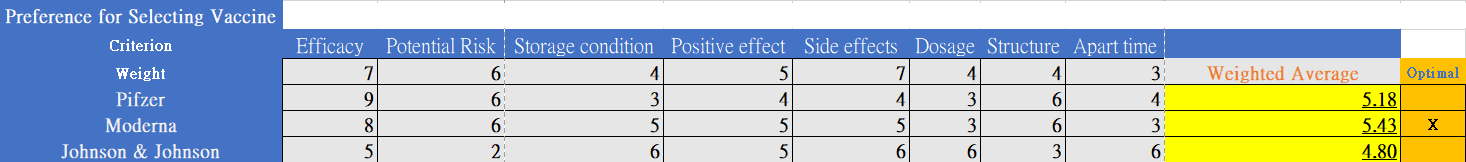 Preference for Selecting Vaccine
Criterion Efficacy Potential Risk Storage condition Positive effect Side effects Dosage Structure Apart time
Weight 7 6 4 5 7 4 4 3 Weighted Average Optimal
Pifzer 9 6 3 4 4 3 6 4 5.18
Moderna 8 6 5 5 5 3 6 3 5.43 X
Johnson & Johnson 5 2 6 5 6 6 3 6 4.80